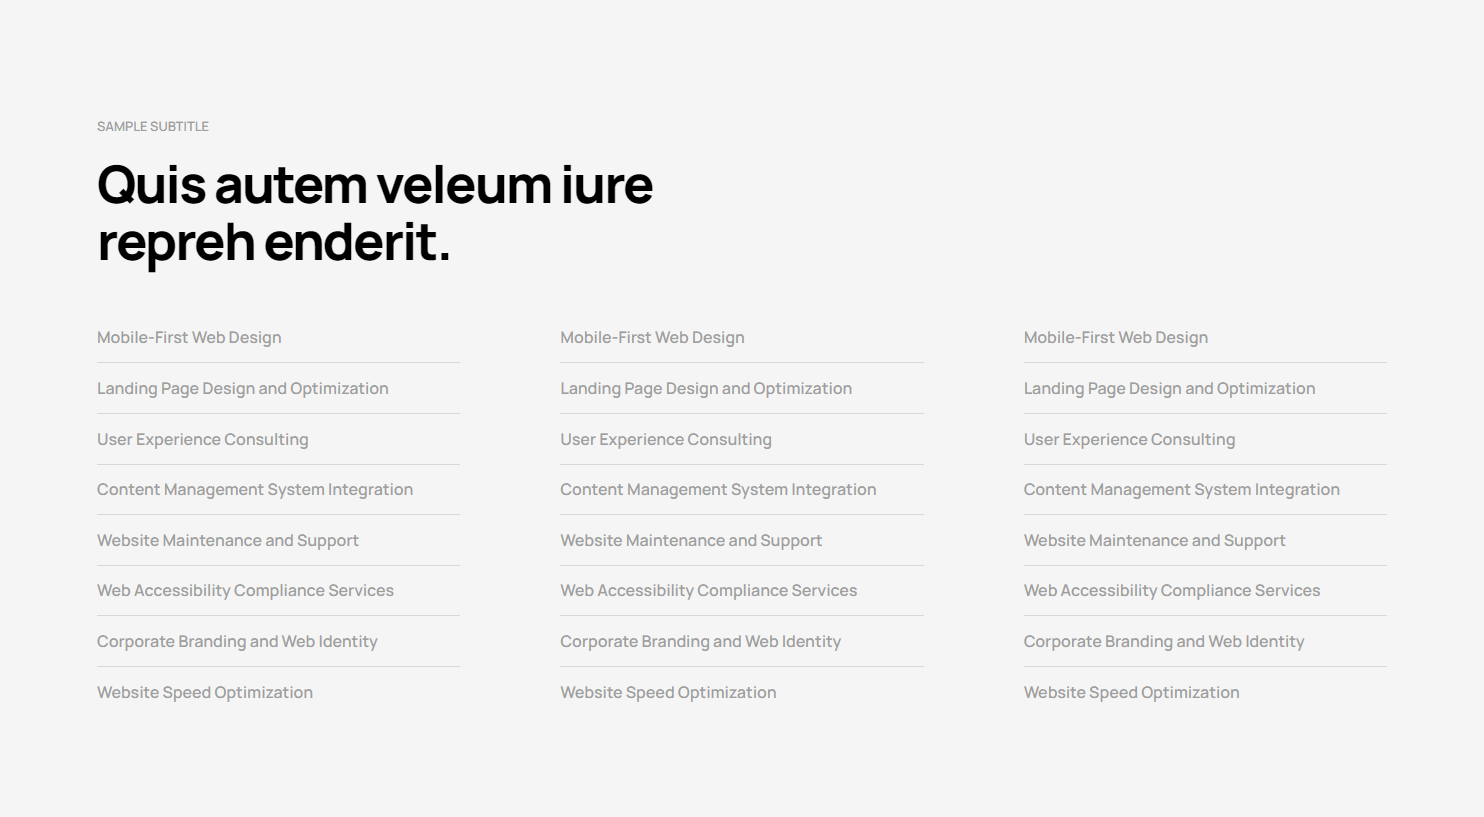 SAMPLE SUBTITLE
Quis autem veleum iure
repreh enderit.
Mobile-First Web Design
Landing Page Design and Optimization
User Experience Consulting
Content Management System Integration
Website Maintenance and Support
Web Accessibility Compliance Services
Corporate Branding and Web Identity
Website Speed Optimization
Mobile-First Web Design
Landing Page Design and Optimization
User Experience Consulting
Content Management System Integration
Website Maintenance and Support
Web Accessibility Compliance Services
Corporate Branding and Web Identity
Website Speed Optimization
Mobile-First Web Design
Landing Page Design and Optimization
User Experience Consulting
Content Management System Integration
Website Maintenance and Support
Web Accessibility Compliance Services
Corporate Branding and Web Identity
Website Speed Optimization